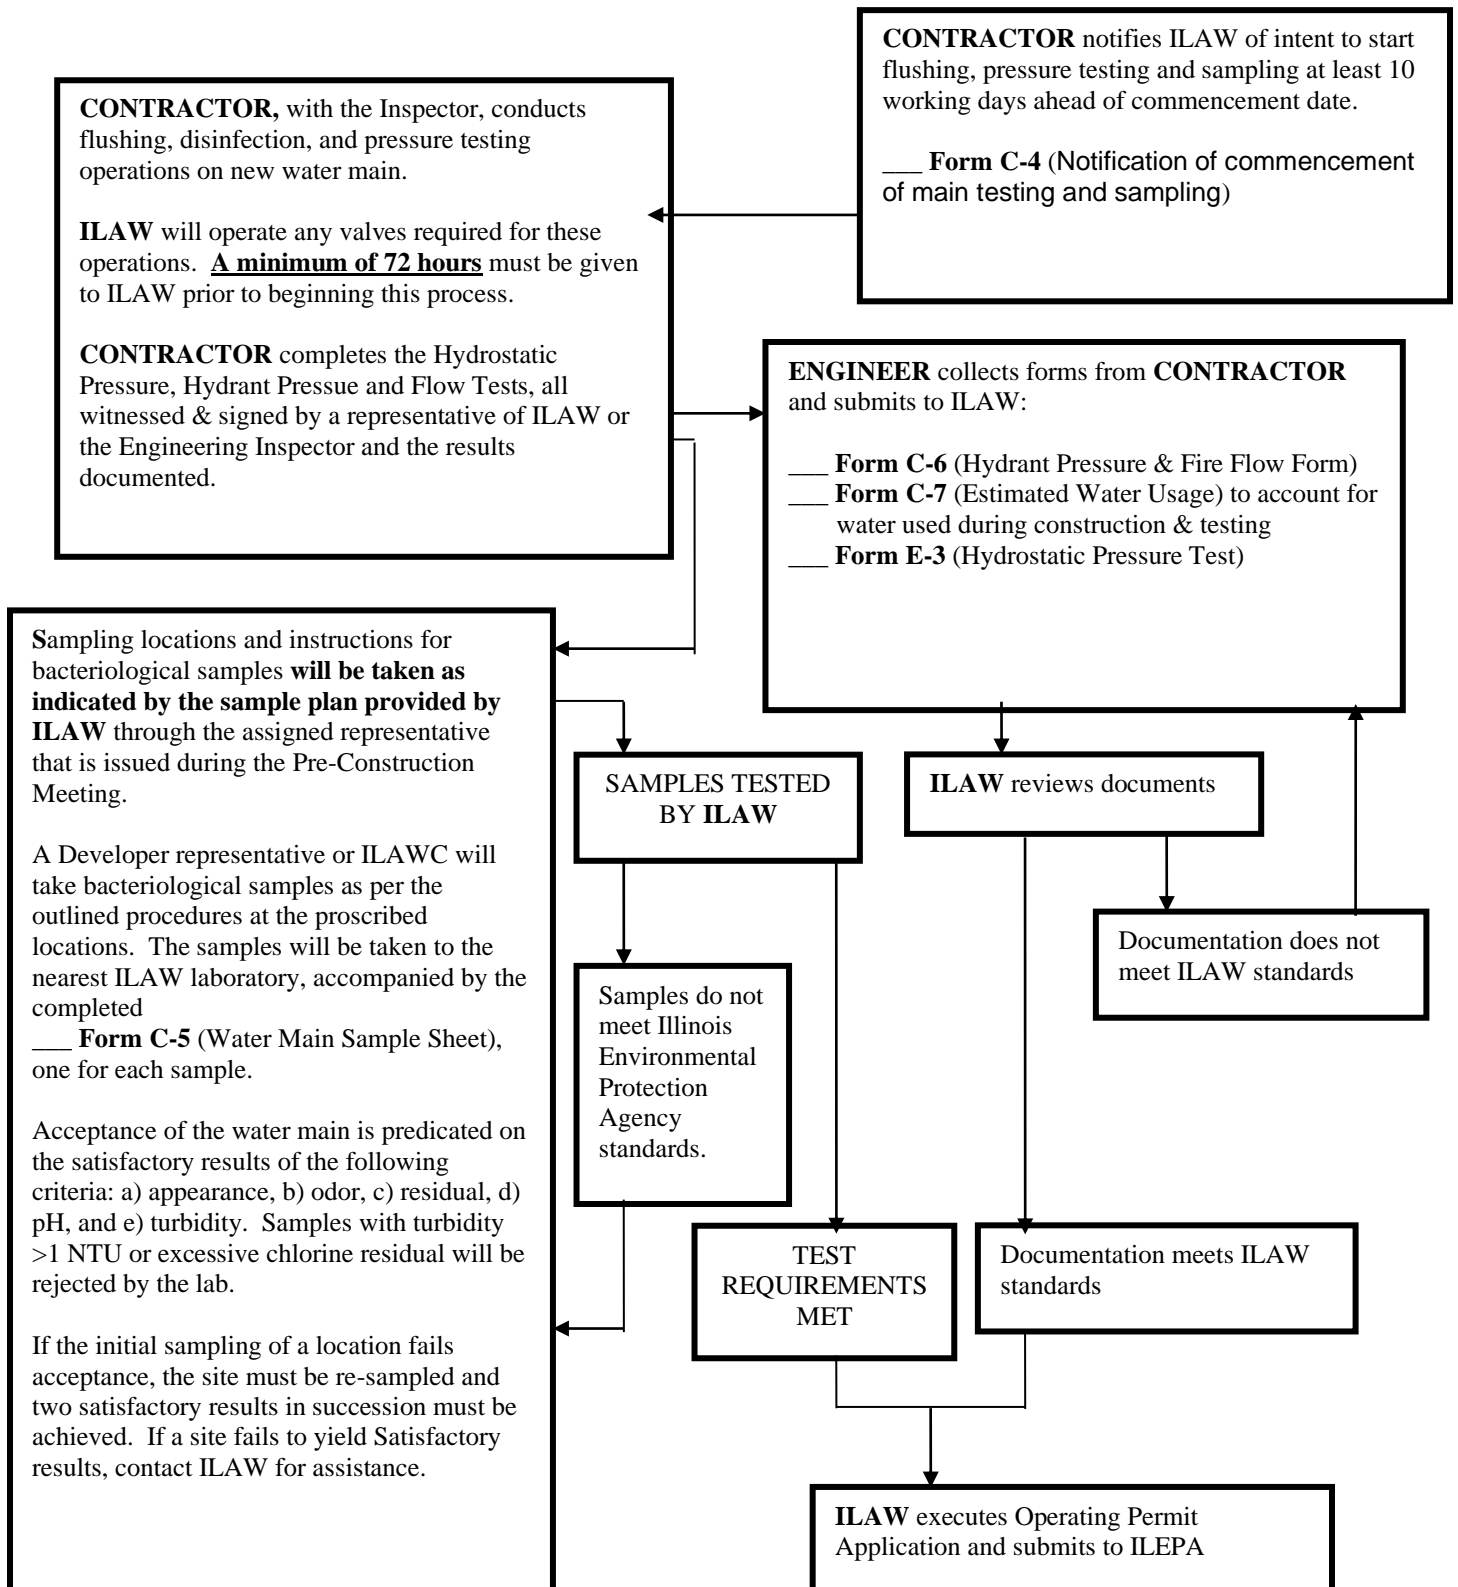 CONTRACTOR notifies ILAW of intent to start
flushing, pressure testing and sampling at least 10
working days ahead of commencement date.
___ Form C-4 (Notification of commencement
of main testing and sampling)
CONTRACTOR, with the Inspector, conducts
flushing, disinfection, and pressure testing
operations on new water main.
ILAW will operate any valves required for these
operations.  A minimum of 72 hours must be given
to ILAW prior to beginning this process.
CONTRACTOR completes the Hydrostatic
Pressure, Hydrant Pressue and Flow Tests, all
witnessed & signed by a representative of ILAW or
the Engineering Inspector and the results
documented.
ENGINEER collects forms from CONTRACTOR
and submits to ILAW:
___ Form C-6 (Hydrant Pressure & Fire Flow Form)
___ Form C-7 (Estimated Water Usage) to account for
water used during construction & testing
___ Form E-3 (Hydrostatic Pressure Test)
Sampling locations and instructions for
bacteriological samples will be taken as
indicated by the sample plan provided by
ILAW through the assigned representative
that is issued during the Pre-Construction
Meeting.
A Developer representative or ILAWC will
take bacteriological samples as per the
outlined procedures at the proscribed
locations.  The samples will be taken to the
nearest ILAW laboratory, accompanied by the
completed
___ Form C-5 (Water Main Sample Sheet),
one for each sample.
Acceptance of the water main is predicated on
the satisfactory results of the following
criteria: a) appearance, b) odor, c) residual, d)
pH, and e) turbidity.  Samples with turbidity
>1 NTU or excessive chlorine residual will be
rejected by the lab.
If the initial sampling of a location fails
acceptance, the site must be re-sampled and
two satisfactory results in succession must be
achieved.  If a site fails to yield Satisfactory
results, contact ILAW for assistance.
SAMPLES TESTED
BY ILAW
ILAW reviews documents
Documentation does not
meet ILAW standards
Samples do not
meet Illinois
Environmental
Protection
Agency
standards.
TEST
REQUIREMENTS
MET
Documentation meets ILAW
standards
ILAW executes Operating Permit
Application and submits to ILEPA